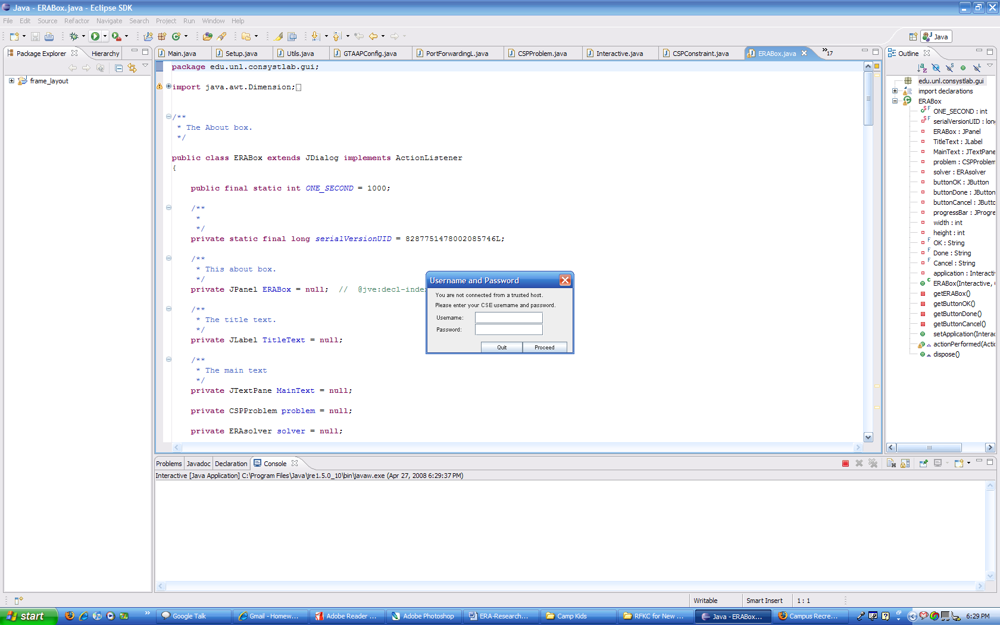 Java - ERABox.java - Eclipse SDK
File Edit Source Refactor Navigate Search Project Run Window Help
Java
Package Explorer Hierarchy
Main.java Setup.java Utils.java GTAAPConfig.java PortForwardingL.java CSPProblem.java Interactive.java CSPConstraint.java ERABox.java »17
Outline
frame_layout
package edu.unl.consystlab.gui;
import java.awt.Dimension;
/**
* The About box.
*/
public class ERABox extends JDialog implements ActionListener
{
public final static int ONE_SECOND = 1000;
/**
*
*/
private static final long serialVersionUID = 8287751478002085746L;
/**
* This about box.
*/
private JPanel ERABox = null; // @jve:decl-inde
/**
* The title text.
*/
private JLabel TitleText = null;
/**
* The main text
*/
private JTextPane MainText = null;
private CSPProblem problem = null;
private ERAsolver solver = null;
Username and Password
You are not connected from a trusted host.
Please enter your CSE username and password.
Username:
Password:
Quit Proceed
edu.unl.consystlab.gui
import declarations
ERABox
ONE_SECOND : int
serialVersionUID : long
ERABox : JPanel
TitleText : JLabel
MainText : JTextPane
problem : CSPProblem
solver : ERAsolver
buttonOK : JButton
buttonDone : JButton
buttonCancel : JButto
progressBar : JProgre
width : int
height : int
OK : String
Done : String
Cancel : String
application : Interacti
ERABox(Interactive, 
getERABox()
getButtonOK()
getButtonDone()
getButtonCancel()
setApplication(Interac
actionPerformed(Actio
dispose()
Problems Javadoc Declaration Console
Interactive [Java Application] C:\Program Files\Java\jre1.5.0_10\bin\javaw.exe (Apr 27, 2008 6:29:37 PM)
Writable Smart Insert 1 : 1
start » Google Talk Gmail - Homew... Adobe Reader ... Adobe Photoshop ERA-Research... Camp Kids RFKC for New ... Java - ERABox... Campus Recre... 6:29 PM